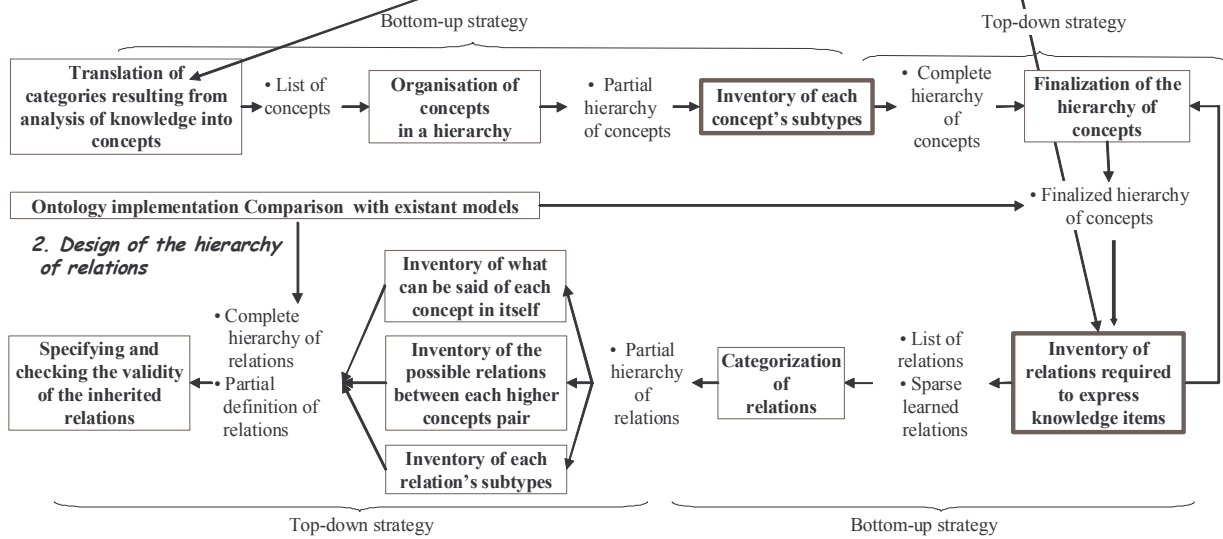 Bottom-up strategy
Top-down strategy
Translation of
categories resulting from
analysis of knowledge into
concepts
• List of
concepts
Organisation of
concepts
in a hierarchy
• Partial
hierarchy
of concepts
Inventory of each
concept's subtypes
• Complete
hierarchy
of
concepts
Finalization of the
hierarchy of
concepts
Ontology implementation Comparison with existant models
• Finalized hierarchy
of concepts
2. Design of the hierarchy
of relations
Specifying and
checking the validity
of the inherited
relations
• Complete
hierarchy of
relations
• Partial
definition of
relations
Inventory of what
can be said of each
concept in itself
Inventory of the
possible relations
between each higher
concepts pair
Inventory of each
relation's subtypes
• Partial
hierarchy
of
relations
Categorization
of
relations
• List of
relations
• Sparse
learned
relations
Inventory of
relations required
to express
knowledge items
Top-down strategy
Bottom-up strategy